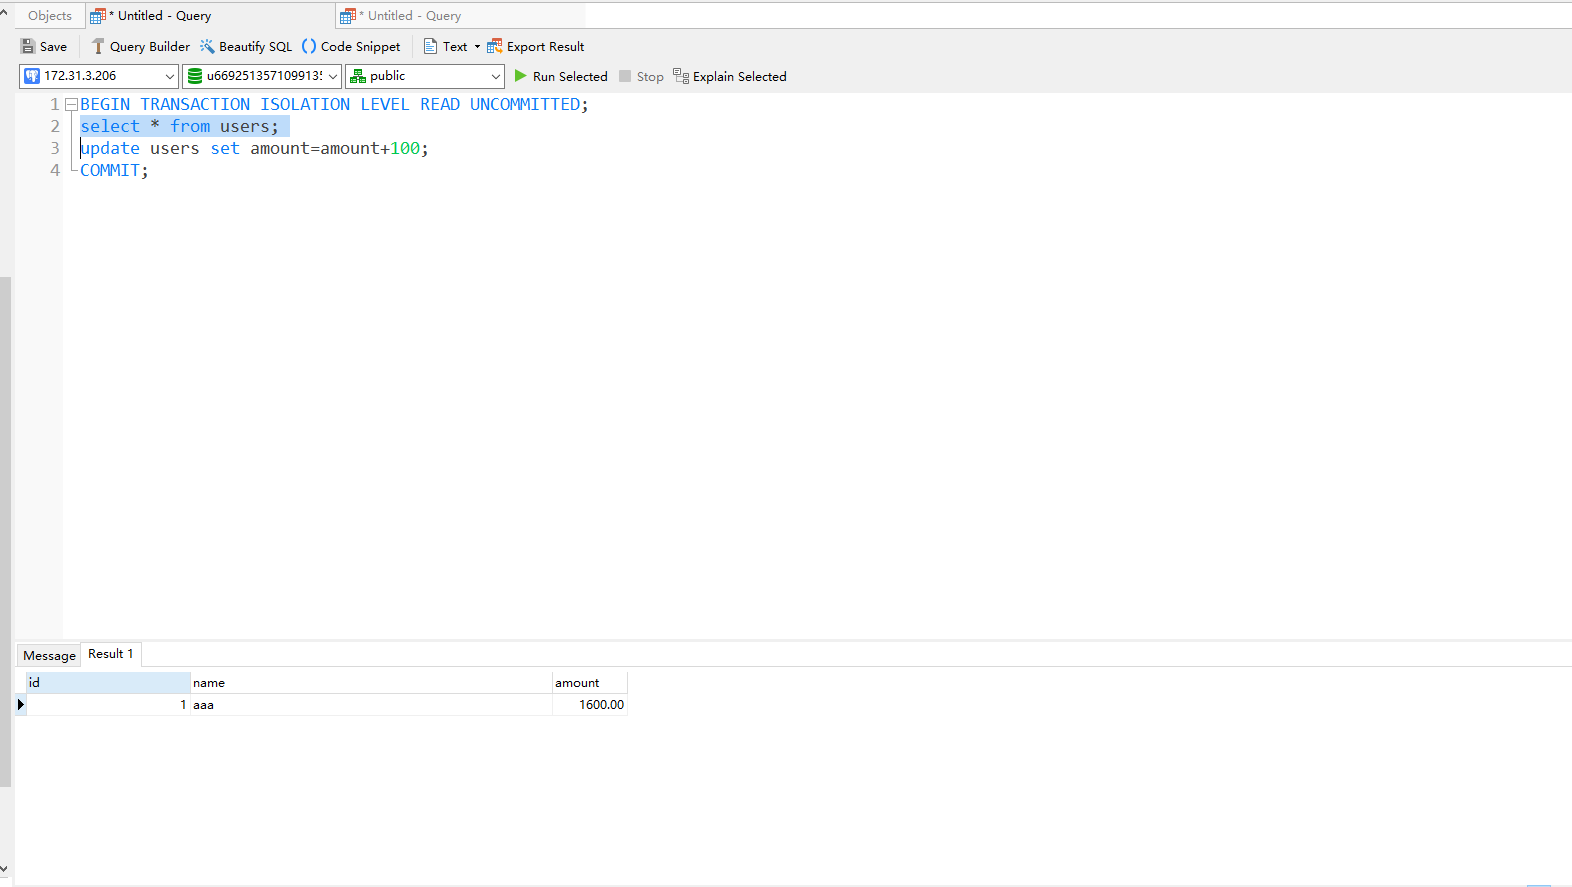 Objects * Untitled - Query * Untitled - Query
Save Query Builder Beautify SQL () Code Snippet Text Export Result
172.31.3.206 public Run Selected Stop Explain Selected
1 BEGIN TRANSACTION ISOLATION LEVEL READ UNCOMMITTED;
2 select * from users;
3 update users set amount=amount+100;
4 COMMIT;
Message Result 1
id name amount
1 aaa 1600.00